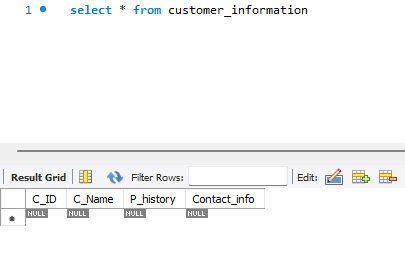 1 select * from customer_information
Result Grid Filter Rows: Edit:
C_ID C_Name P_history Contact_info
NULL NULL NULL NULL